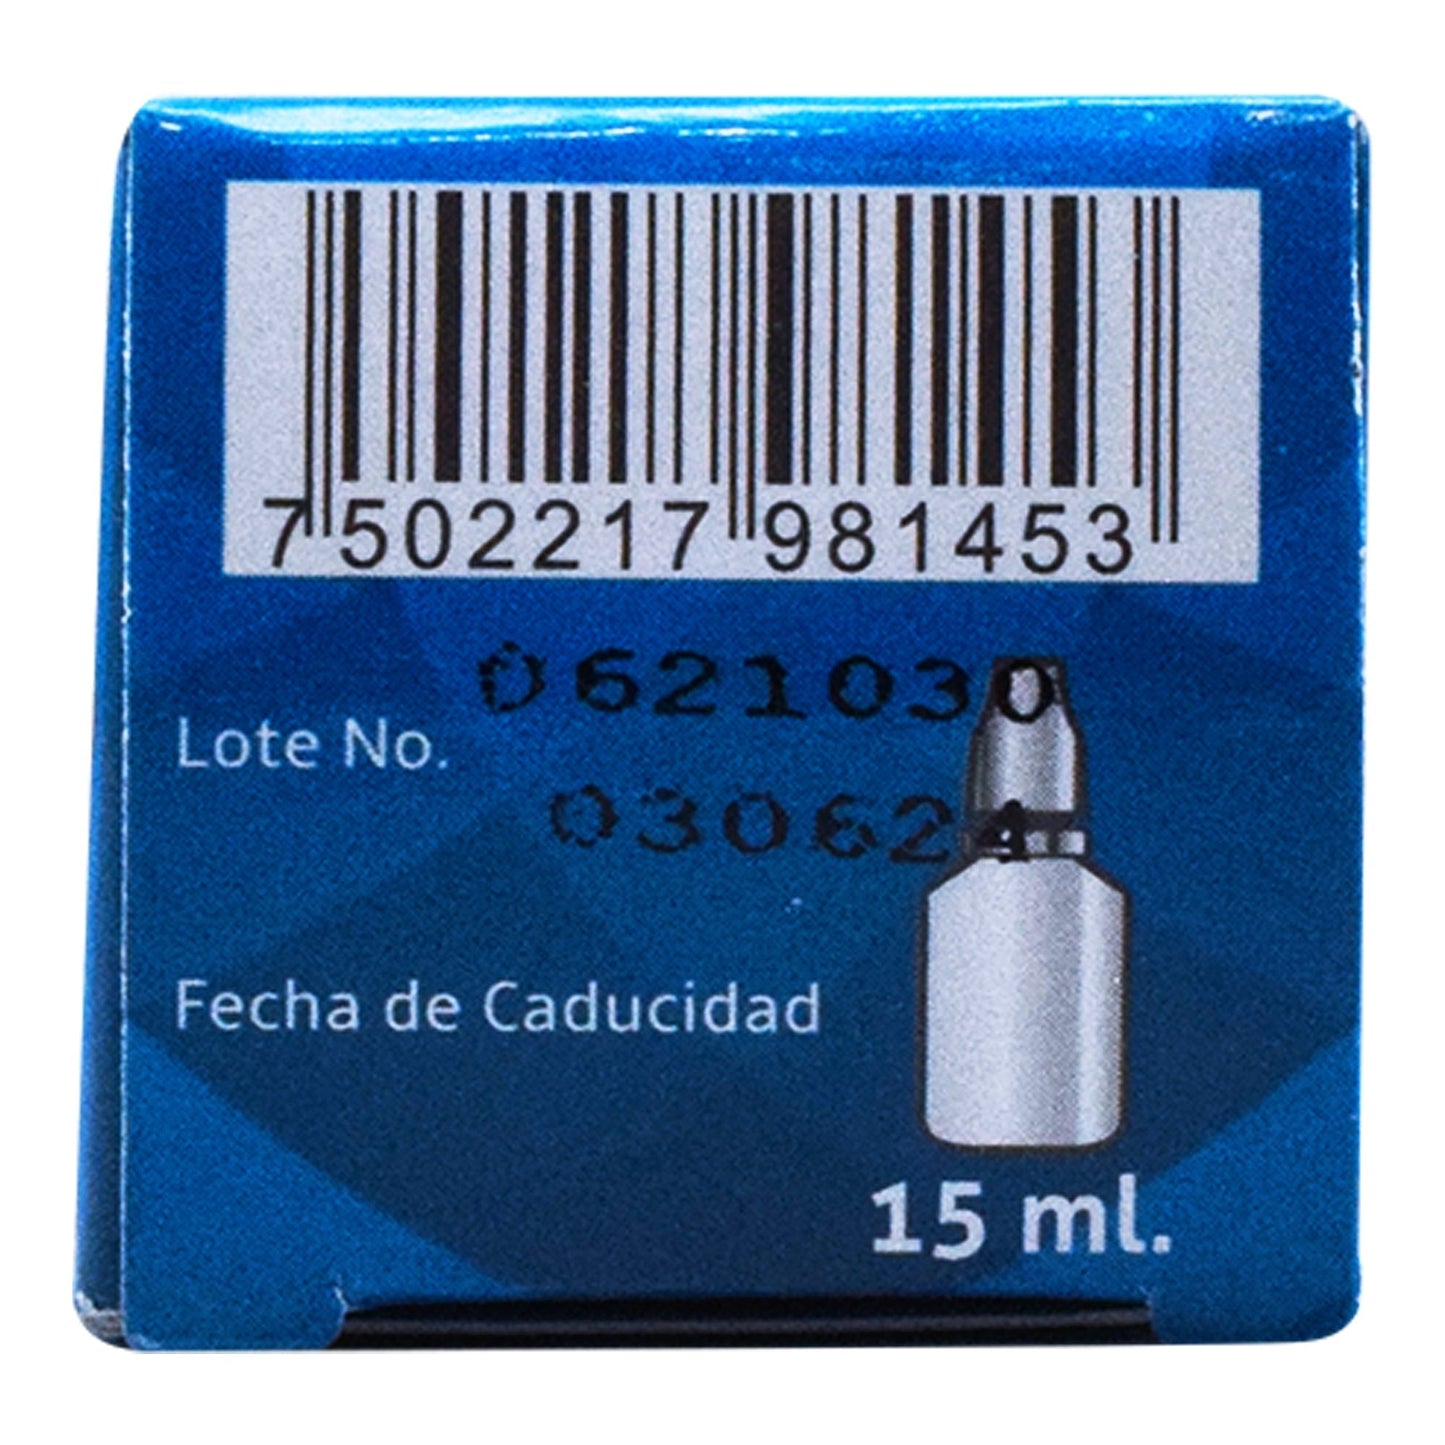 7502217981453
0621030
Lote No.
030624
Fecha de Caducidad
15 ml.